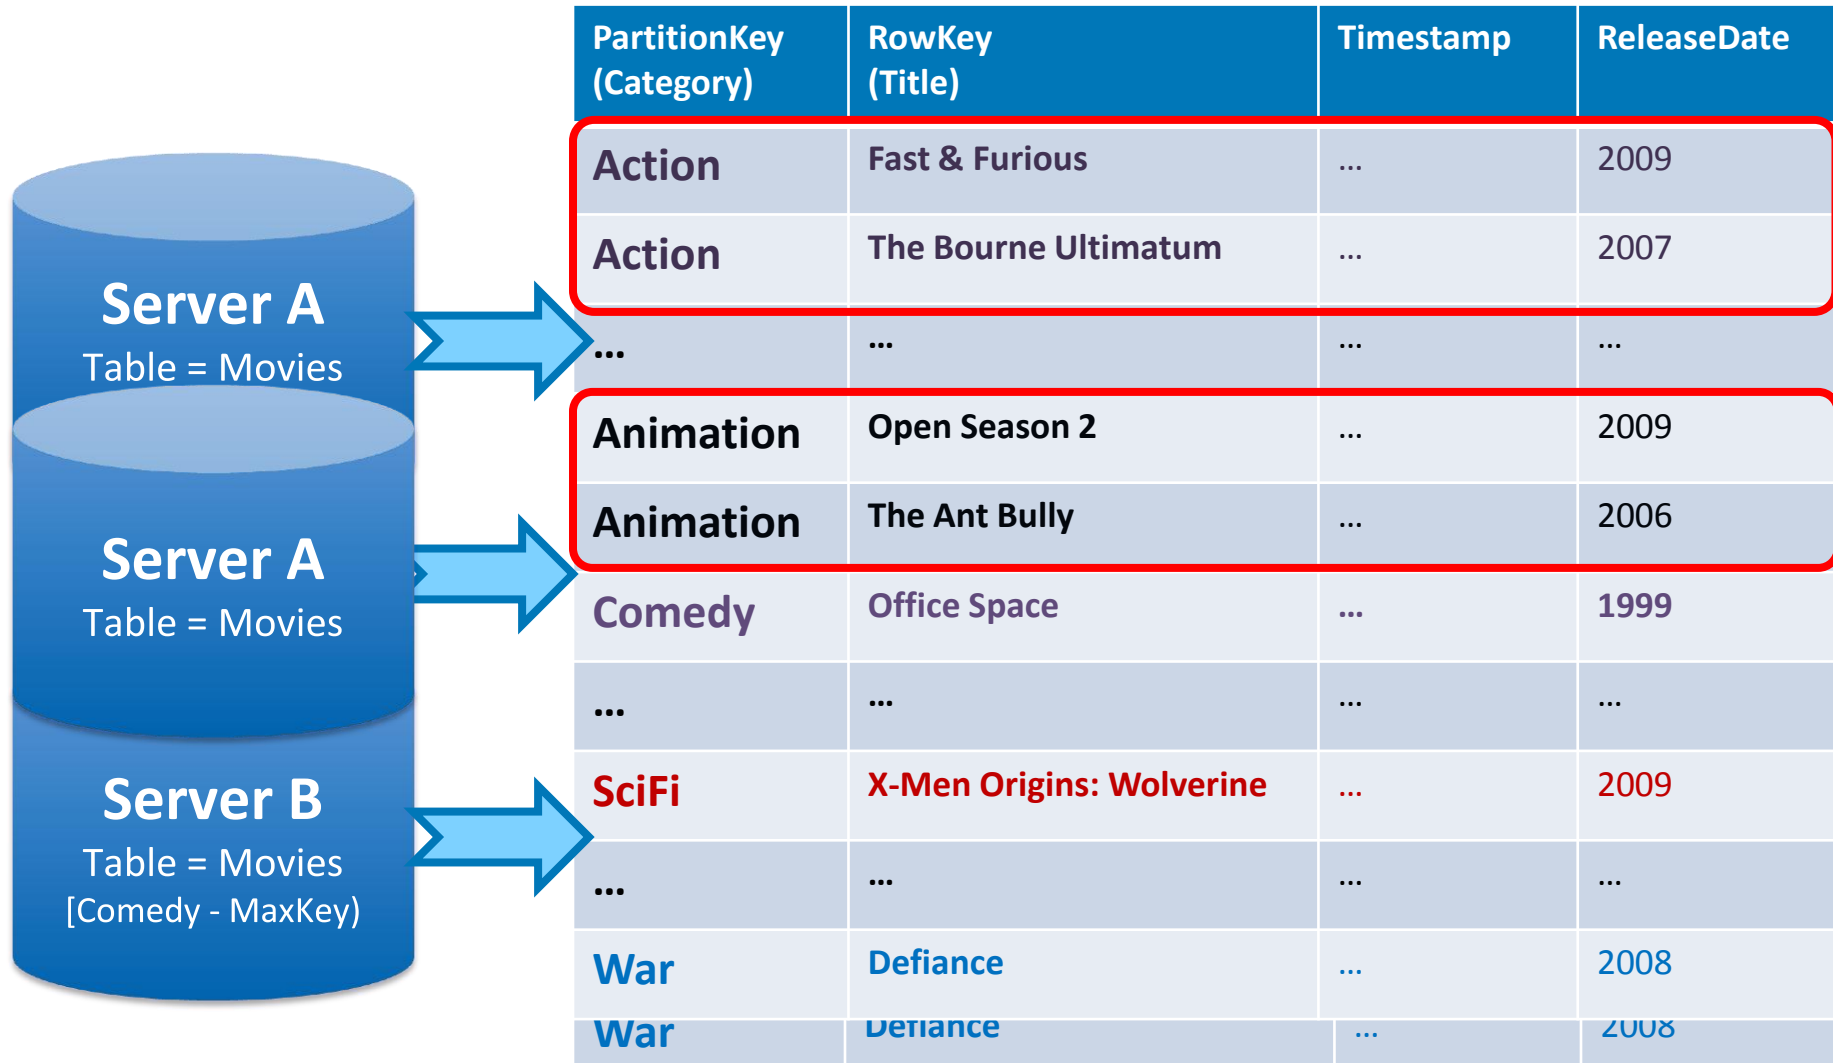 PartitionKey (Category) RowKey (Title) Timestamp ReleaseDate
Action Fast & Furious ... 2009
Action The Bourne Ultimatum ... 2007
... ... ... ...
Animation Open Season 2 ... 2009
Animation The Ant Bully ... 2006
Comedy Office Space ... 1999
... ... ... ...
SciFi X-Men Origins: Wolverine ... 2009
... ... ... ...
War Defiance ... 2008
War Defiance ... 2008
Server A
Table = Movies
Server A
Table = Movies
Server B
Table = Movies
[Comedy - MaxKey)